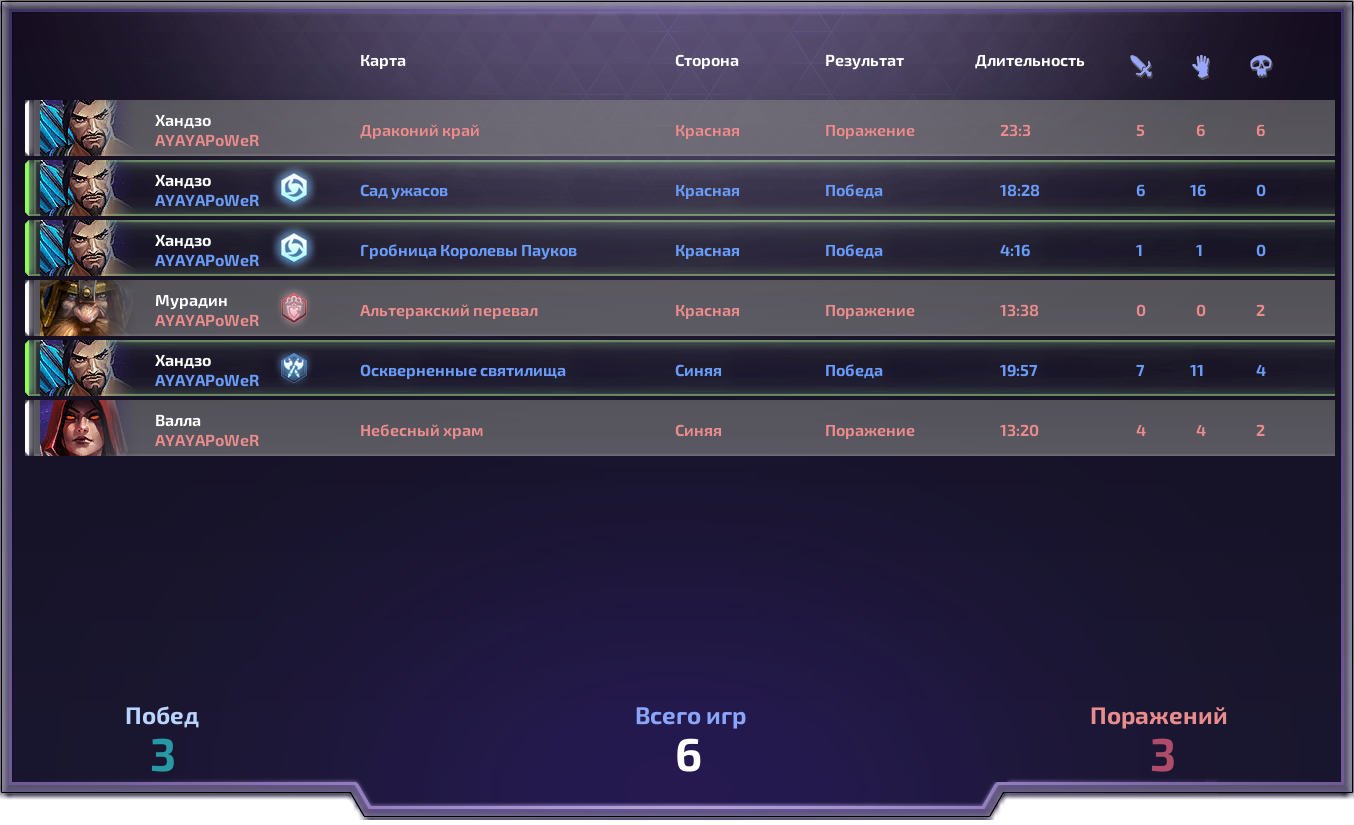 Карта Сторона Результат Длительность
Хандзо
AYAYAPoWeR Драконий край Красная Поражение 23:3 5 6 6
Хандзо
AYAYAPoWeR Сад ужасов Красная Победа 18:28 6 16 0
Хандзо
AYAYAPoWeR Гробница Королевы Пауков Красная Победа 4:16 1 1 0
Мурадин
AYAYAPoWeR Альтеракский перевал Красная Поражение 13:38 0 0 2
Хандзо
AYAYAPoWeR Оскверненные святилища Синяя Победа 19:57 7 11 4
Валла
AYAYAPoWeR Небесный храм Синяя Поражение 13:20 4 4 2
Побед Всего игр Поражений
3 6 3